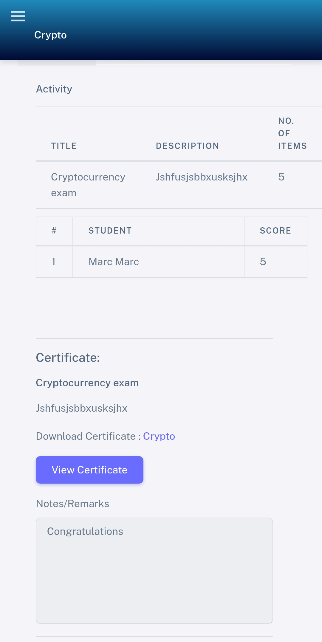 Crypto
Activity
NO.
OF
TITLE DESCRIPTION ITEMS
Cryptocurrency Jshfusjsbbxusksjhx 5
exam
# STUDENT SCORE
1 Marc Marc 5
Certificate:
Cryptocurrency exam
Jshfusjsbbxusksjhx
Download Certificate : Crypto
View Certificate
Notes/Remarks
Congratulations